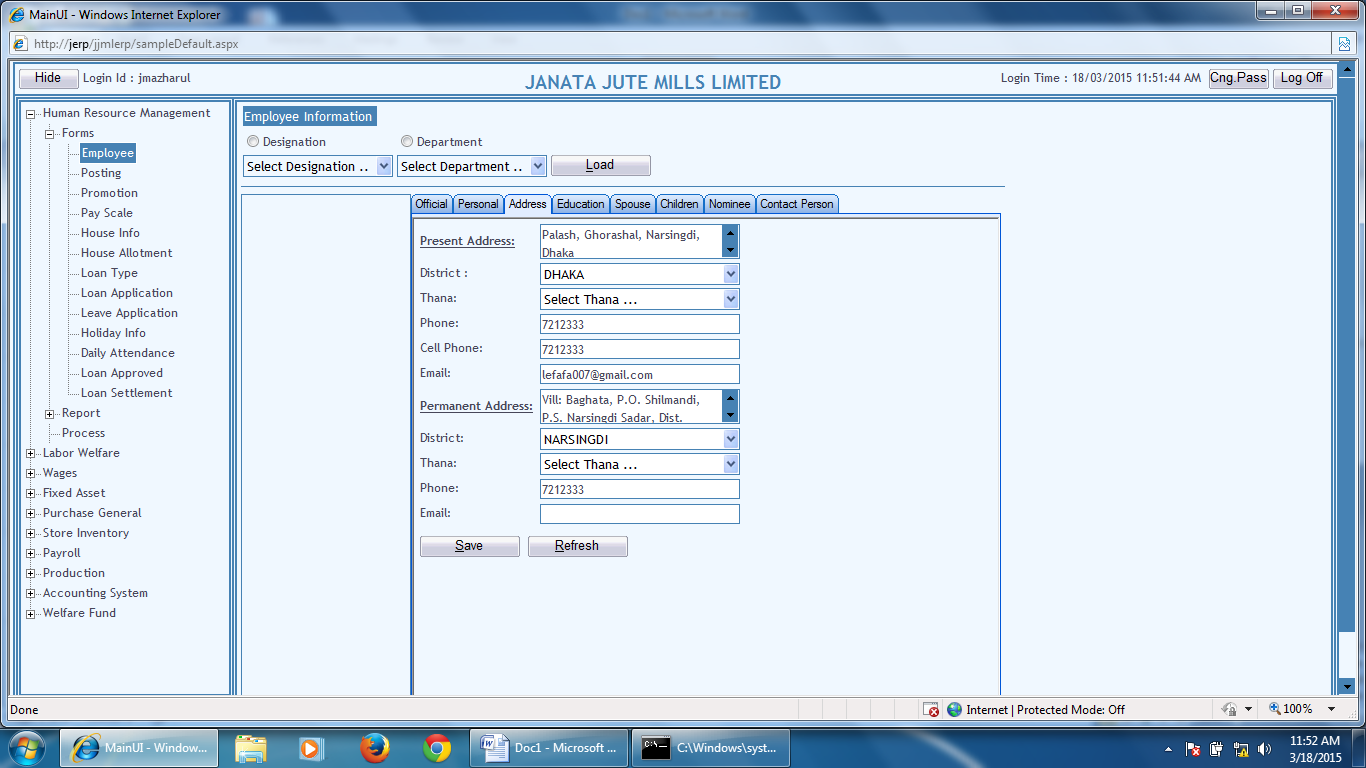 MainUI - Windows Internet Explorer
http://jerp/jjmlerp/sampleDefault.aspx
Hide Login Id : jmazharul JANATA JUTE MILLS LIMITED Login Time : 18/03/2015 11:51:44 AM Cng.Pass Log Off
Human Resource Management
Forms
Employee
Posting
Promotion
Pay Scale
House Info
House Allotment
Loan Type
Loan Application
Leave Application
Holiday Info
Daily Attendance
Loan Approved
Loan Settlement
Report
Process
Labor Welfare
Wages
Fixed Asset
Purchase General
Store Inventory
Payroll
Production
Accounting System
Welfare Fund
Employee Information
Designation Department
Select Designation .. Select Department .. Load
Official Personal Address Education Spouse Children Nominee Contact Person
Present Address: Palash, Ghorashal, Narsingdi,
Dhaka
District : DHAKA
Thana: Select Thana ...
Phone: 7212333
Cell Phone: 7212333
Email: lefafa007@gmail.com
Permanent Address: Vill: Baghata, P.O. Shilmandi,
P.S. Narsingdi Sadar, Dist.
District: NARSINGDI
Thana: Select Thana ...
Phone: 7212333
Email:
Save Refresh
Done Internet | Protected Mode: Off 100%
MainUI - Window... Doc1 - Microsoft ... C:\Windows\syst... 11:52 AM
3/18/2015